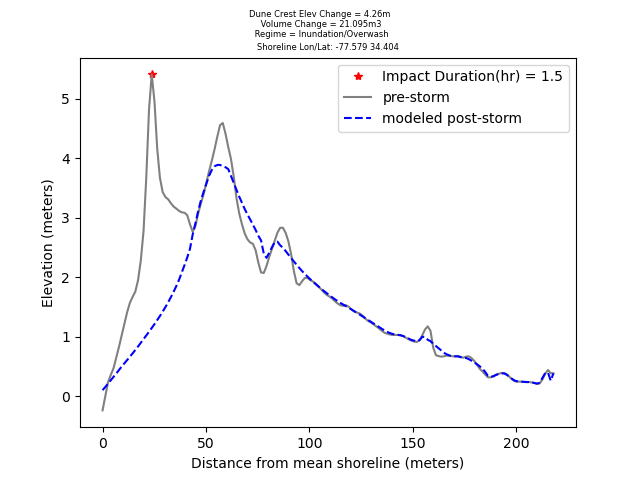 Dune Crest Elev Change = 4.26m
Volume Change = 21.095m3
Regime = Inundation/Overwash
Shoreline Lon/Lat: -77.579 34.404
Impact Duration(hr) = 1.5
pre-storm
modeled post-storm
Elevation (meters)
5
4
3
2
1
0
0 50 100 150 200
Distance from mean shoreline (meters)